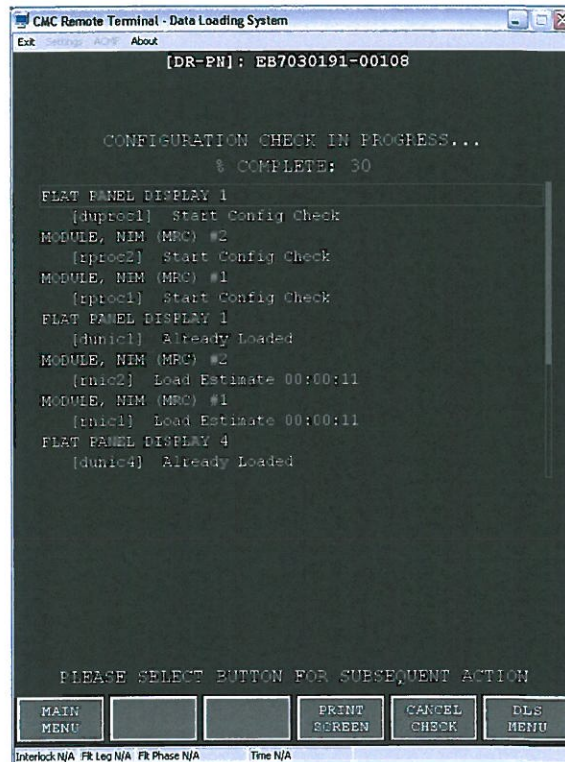 CMC Remote Terminal - Data Loading System
Exit Settings ACMF About
[DR-PN]: EB7030191-00108
CONFIGURATION CHECK IN PROGRESS...
% COMPLETE: 30
FLAT PANEL DISPLAY 1
[duproc1] Start Config Check
MODULE, NIM (MRC) #2
[rproc2] Start Config Check
MODULE, NIM (MRC) #1
[rproc1] Start Config Check
FLAT PANEL DISPLAY 1
[dunic1] Already Loaded
MODULE, NIM (MRC) #2
[rnic2] Load Estimate 00:00:11
MODULE, NIM (MRC) #1
[rnic1] Load Estimate 00:00:11
FLAT PANEL DISPLAY 4
[dunic4] Already Loaded
PLEASE SELECT BUTTON FOR SUBSEQUENT ACTION
MAIN MENU PRINT SCREEN CANCEL CHECK DLS MENU
Interlock N/A Flt Leg N/A Flt Phase N/A Time N/A